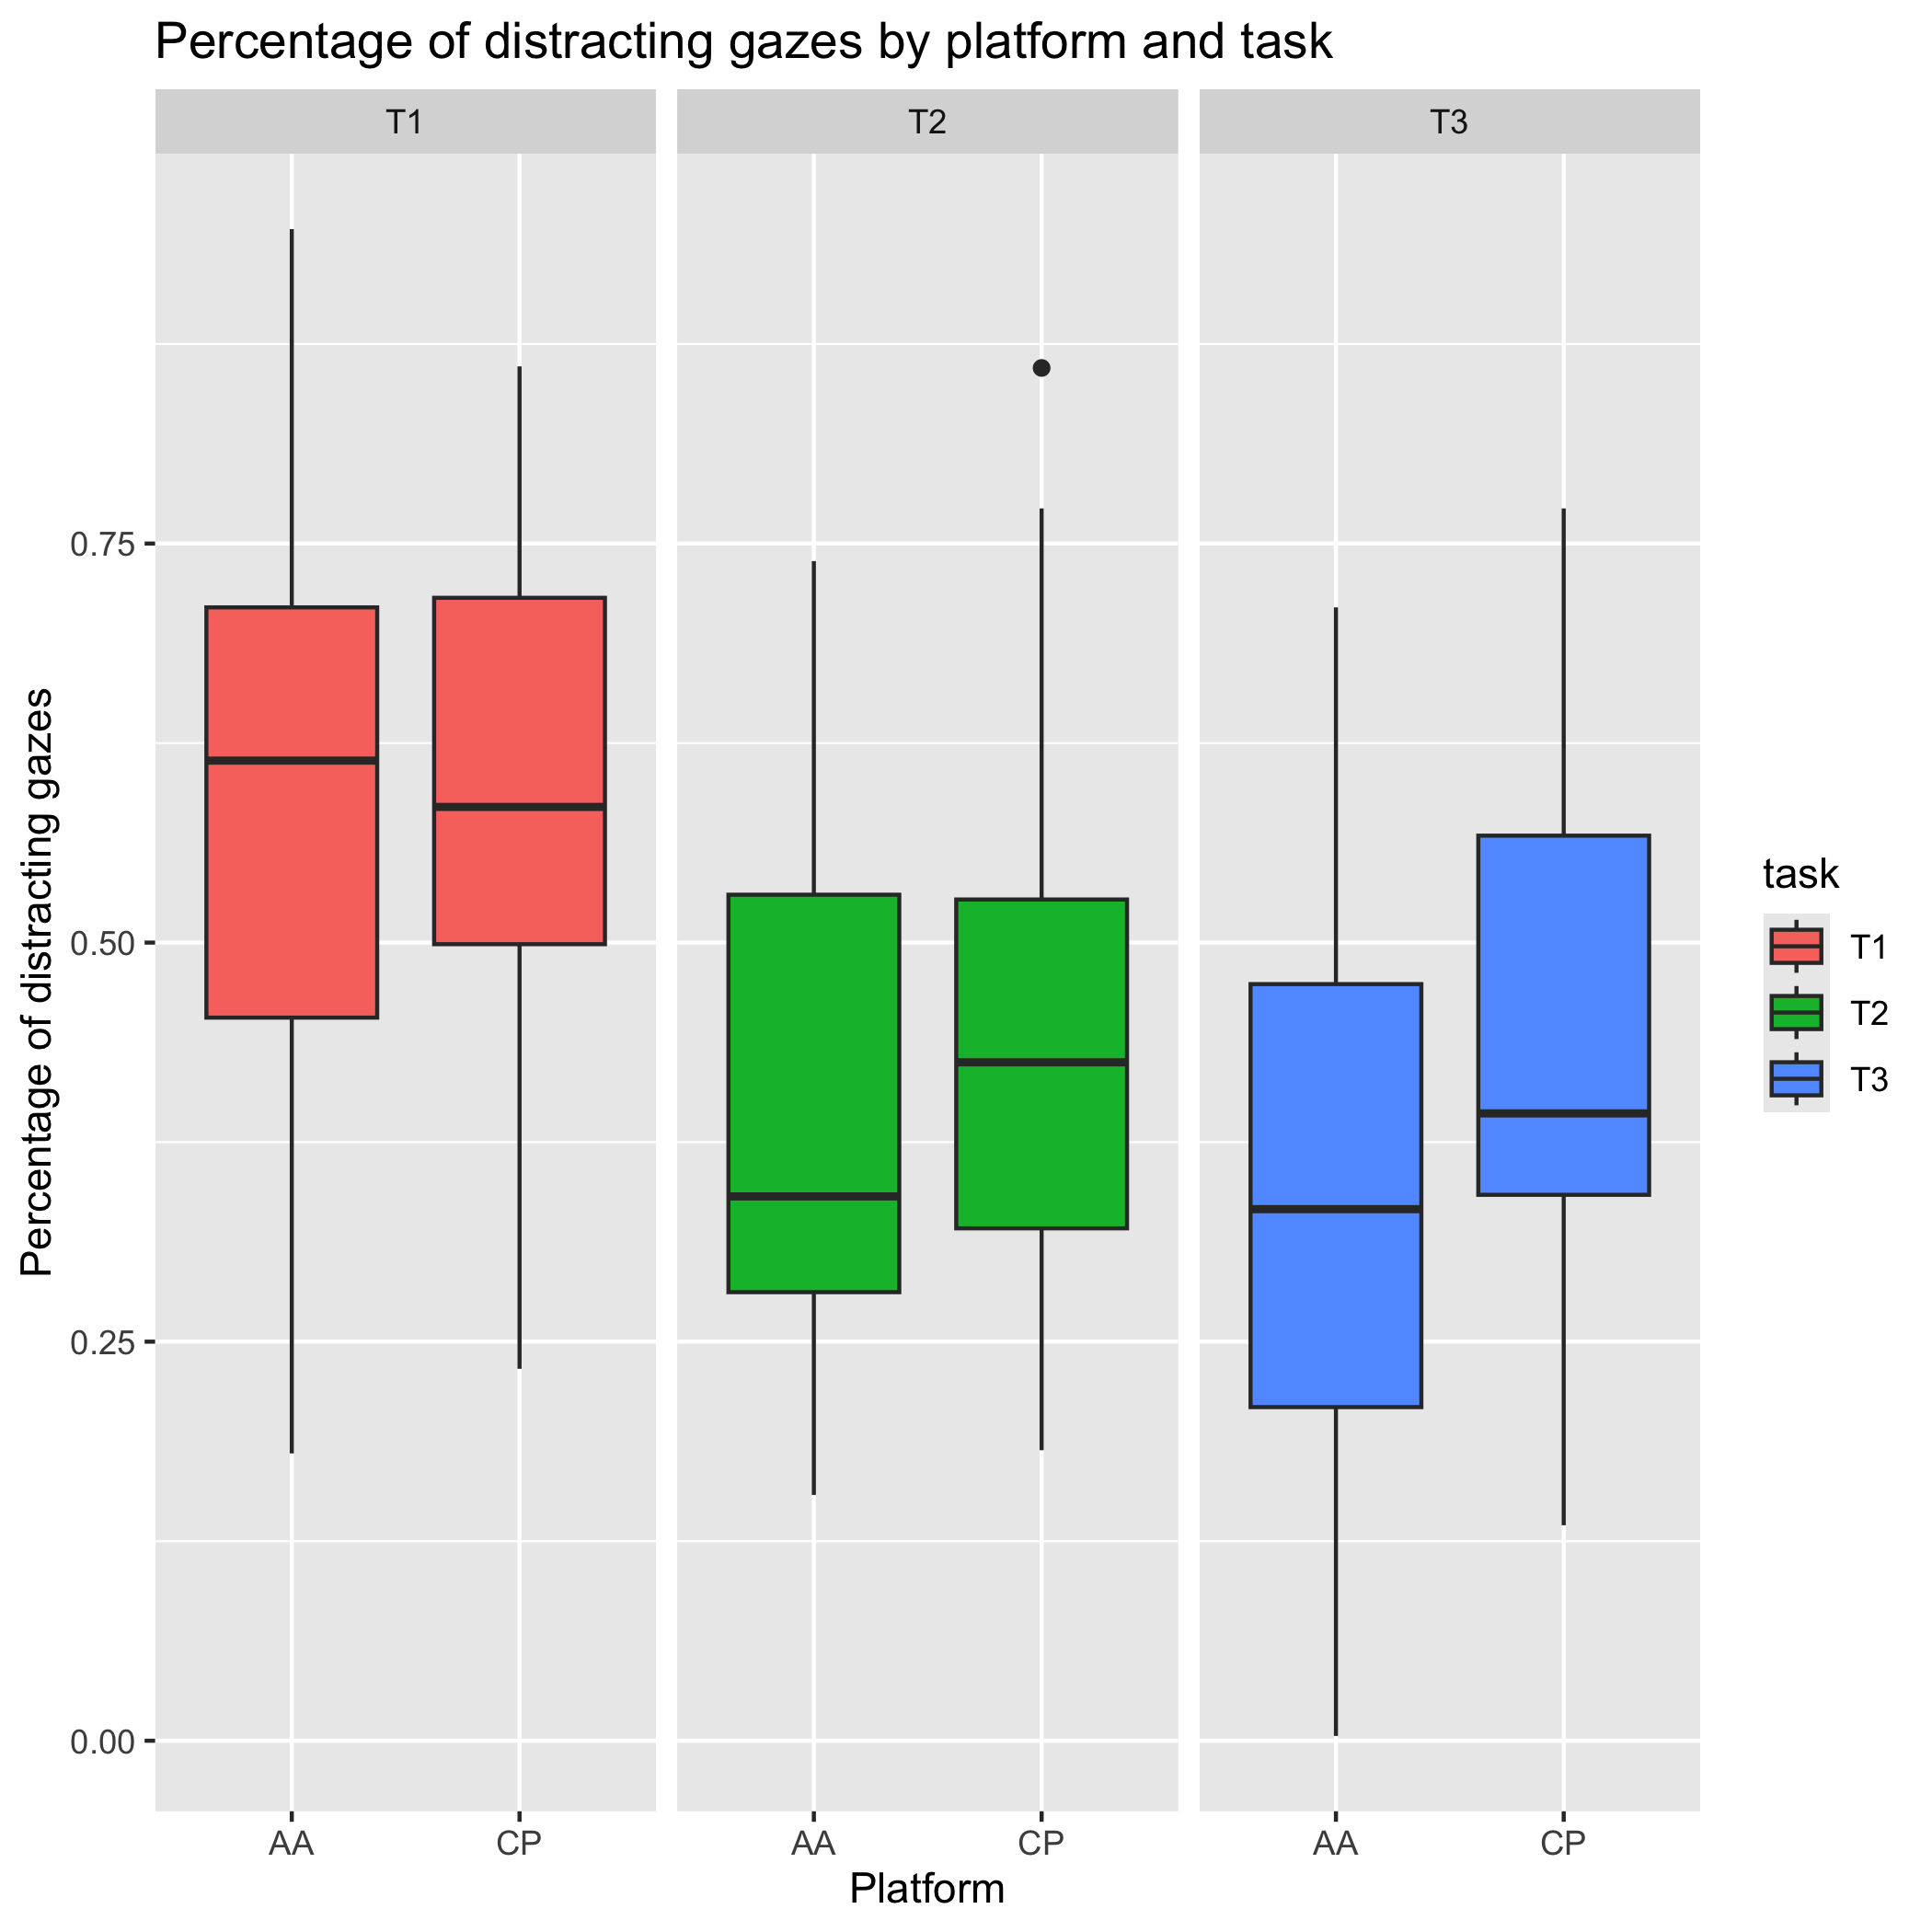 Percentage of distracting gazes by platform and task
T1
T2
T3
Percentage of distracting gazes
0.75
0.50
0.25
0.00
AA
CP
AA
CP
AA
CP
Platform
task
T1
T2
T3